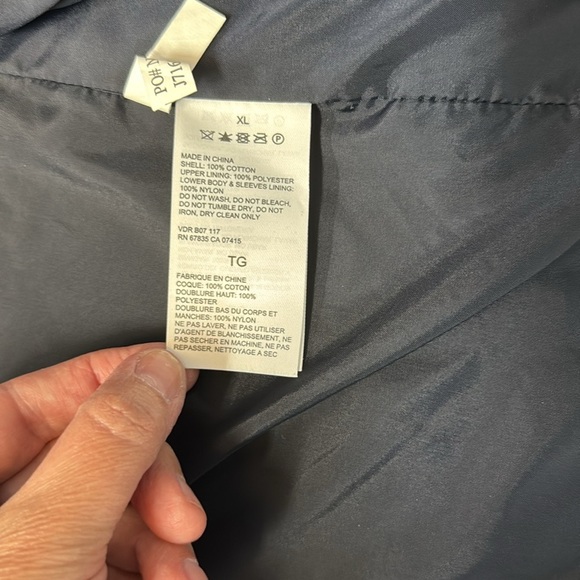 PO# N
J716
XL
P
MADE IN CHINA
SHELL: 100% COTTON
UPPER LINING: 100% POLYESTER
LOWER BODY & SLEEVES LINING:
100% NYLON
DO NOT WASH, DO NOT BLEACH,
DO NOT TUMBLE DRY, DO NOT
IRON, DRY CLEAN ONLY
VDR B07 117
RN 67835 CA 07415
TG
FABRIQUE EN CHINE
COQUE: 100% COTON
DOUBLURE HAUT: 100%
POLYESTER
DOUBLURE BAS DU CORPS ET
MANCHES: 100% NYLON
NE PAS LAVER, NE PAS UTILISER
D'AGENT DE BLANCHISSEMENT, NE PAS
PAS SECHER EN MACHINE, NE PAS
REPASSER, NETTOYAGE A SEC